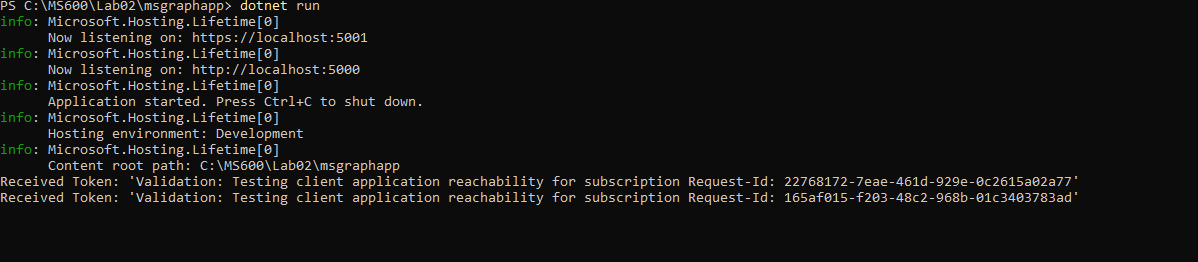 PS C:\MS600\Lab02\msgraphapp> dotnet run
info: Microsoft.Hosting.Lifetime[0]
      Now listening on: https://localhost:5001
info: Microsoft.Hosting.Lifetime[0]
      Now listening on: http://localhost:5000
info: Microsoft.Hosting.Lifetime[0]
      Application started. Press Ctrl+C to shut down.
info: Microsoft.Hosting.Lifetime[0]
      Hosting environment: Development
info: Microsoft.Hosting.Lifetime[0]
      Content root path: C:\MS600\Lab02\msgraphapp
Received Token: 'Validation: Testing client application reachability for subscription Request-Id: 22768172-7eae-461d-929e-0c2615a02a77'
Received Token: 'Validation: Testing client application reachability for subscription Request-Id: 165af015-f203-48c2-968b-01c3403783ad'